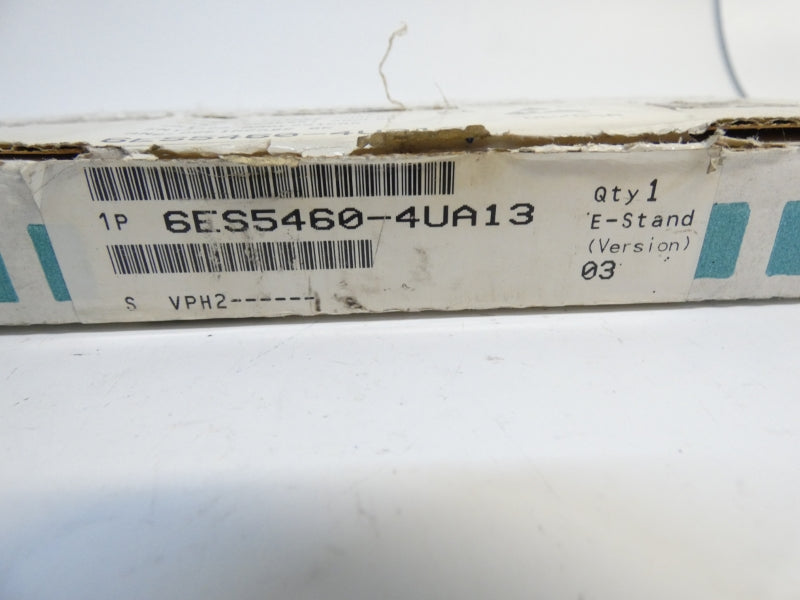 1P 6ES5460-4UA13
S VPH2------
Qty 1
E-Stand
(Version)
03